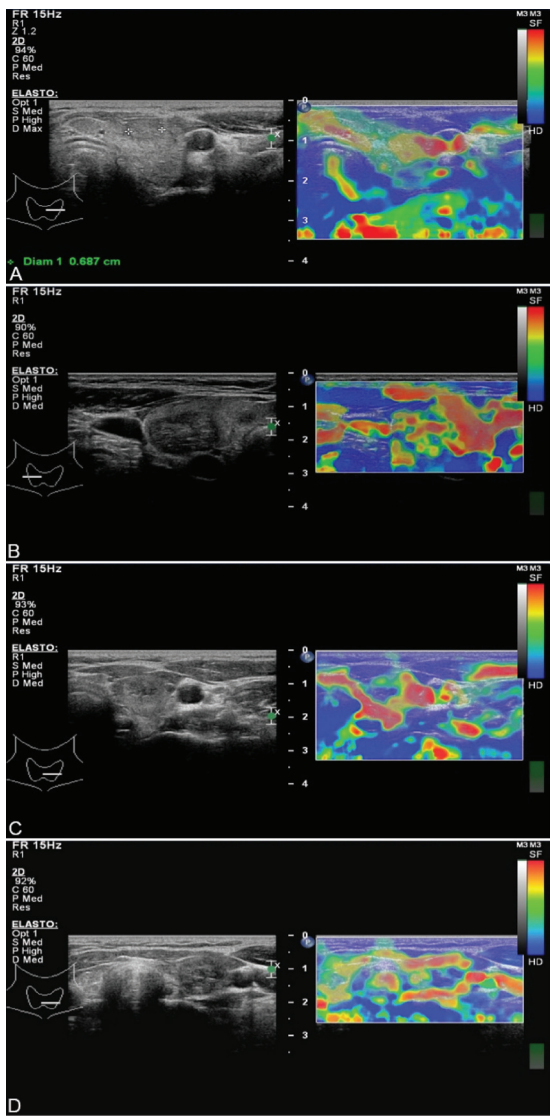 FR 15Hz
R1
Z 1.2
2D
94%
C 60
P Med
Res
ELASTO:
Opt 1
S Med
P High
D Max
M3 M3
SF
HD
P
0
1
2
3
4
x
Diam 1 0.687 cm
A
FR 15Hz
R1
2D
90%
C 60
P Med
Res
ELASTO:
Opt 1
S Med
P High
D Med
M3 M3
SF
HD
P
0
1
2
3
x
B
FR 15Hz
R1
2D
93%
C 60
P Med
Res
ELASTO:
R1
S Med
P High
D Med
M3 M3
SF
HD
P
0
1
2
3
4
x
C
FR 15Hz
R1
2D
92%
C 60
P Med
Res
ELASTO:
Opt 1
S Med
P High
D Med
M3 M3
SF
HD
P
0
1
2
3
x
D